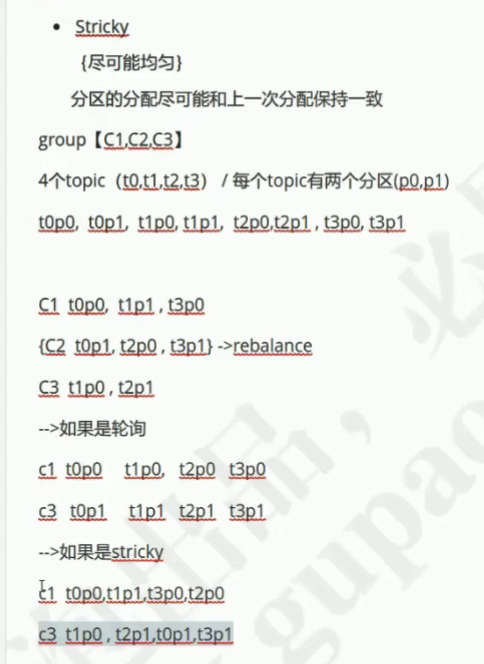 • Stricky
{尽可能均匀}
分区的分配尽可能和上一次分配保持一致
group【C1,C2,C3】
4个topic（t0,t1,t2,t3） / 每个topic有两个分区(p0,p1)
t0p0, t0p1, t1p0, t1p1, t2p0,t2p1 , t3p0, t3p1
C1 t0p0, t1p1 , t3p0
{C2 t0p1, t2p0 , t3p1} ->rebalance
C3 t1p0 , t2p1
-->如果是轮询
c1 t0p0 t1p0, t2p0 t3p0
c3 t0p1 t1p1 t2p1 t3p1
-->如果是stricky
c1 t0p0,t1p1,t3p0,t2p0
c3 t1p0 , t2p1,t0p1,t3p1